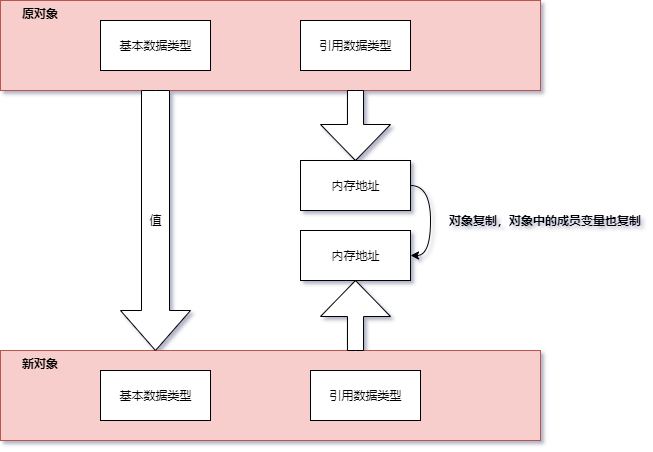 原对象
基本数据类型
引用数据类型
内存地址
值
对象复制，对象中的成员变量也复制
内存地址
新对象
基本数据类型
引用数据类型